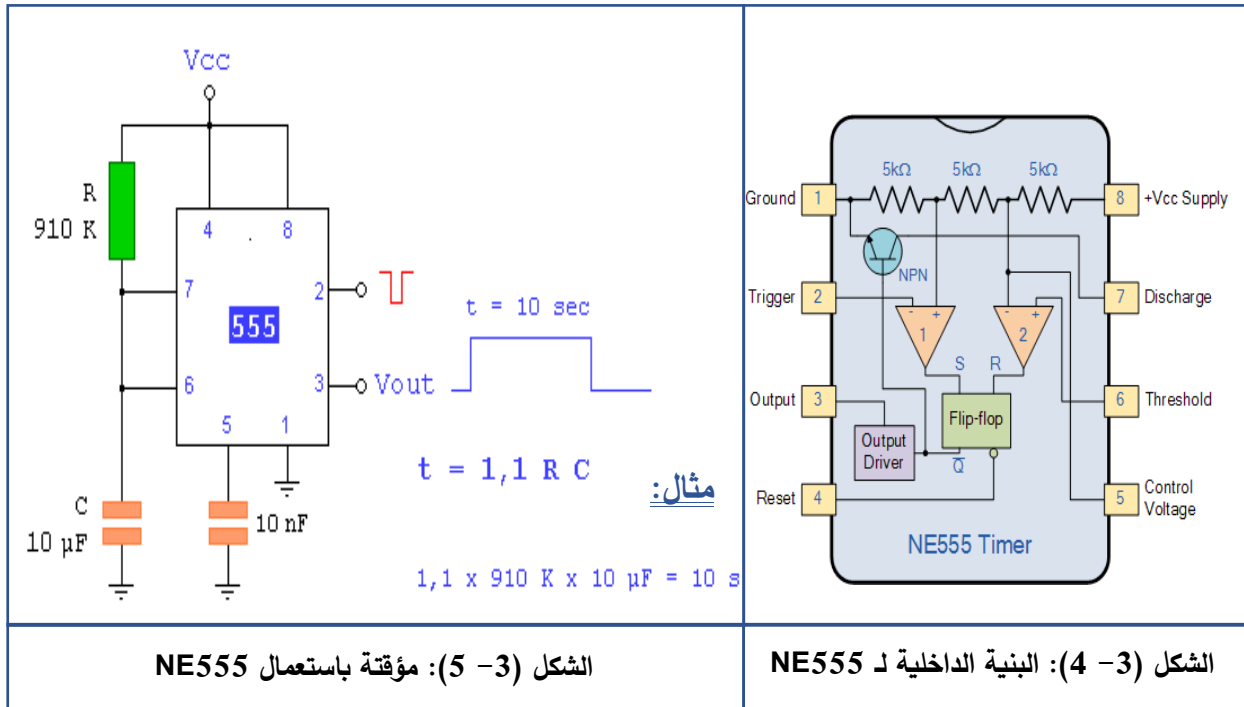 Vcc
R
910 K
4
8
7
2
555
t = 10 sec
6
3
Vout
5
1
t = 1,1 R C
مثال:
C
10 µF
10 nF
1,1 x 910 K x 10 µF = 10 s
الشكل (3- 5): مؤقتة باستعمال NE555
5kΩ 5kΩ 5kΩ
Ground 1
8 +Vcc Supply
NPN
Trigger 2
7 Discharge
- +
- +
1
2
S R
Output 3
6 Threshold
Flip-flop
Output
Driver
Q̅
Reset 4
5 Control
Voltage
NE555 Timer
الشكل (3- 4): البنية الداخلية لـ NE555